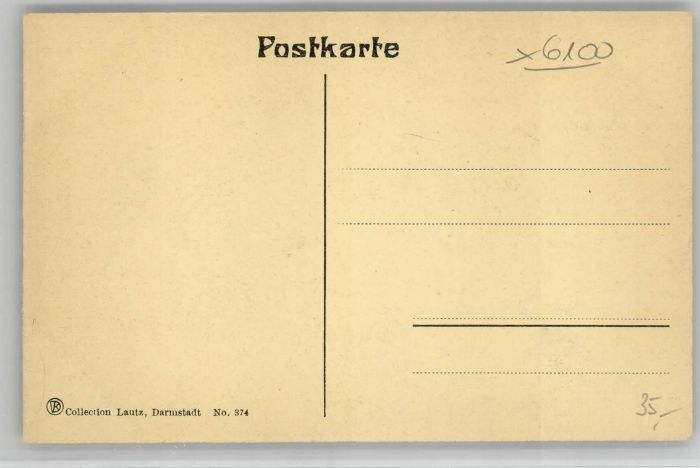 Postkarte
x6100
Collection Lautz, Darmstadt No. 374
35,-